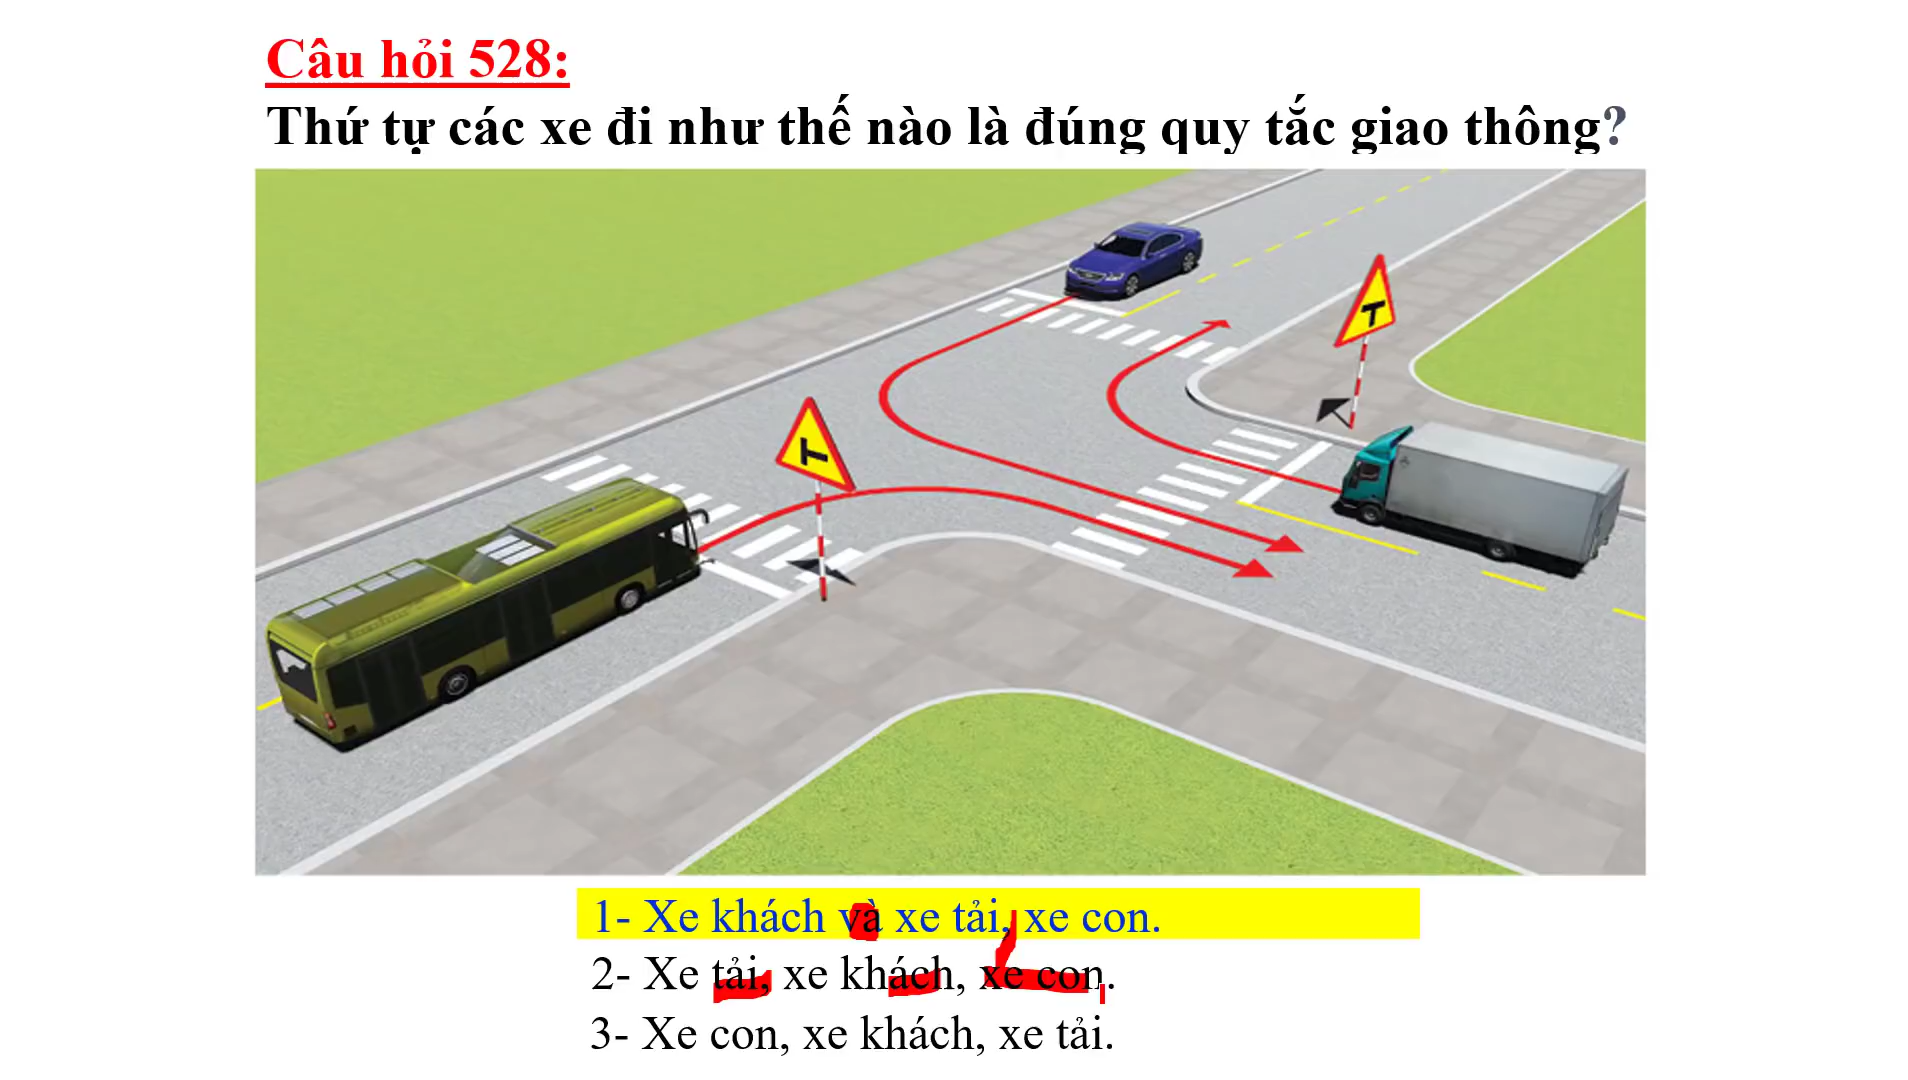 Câu hỏi 528:
Thứ tự các xe đi như thế nào là đúng quy tắc giao thông?
1- Xe khách và xe tải, xe con.
2- Xe tải, xe khách, xe con.
3- Xe con, xe khách, xe tải.